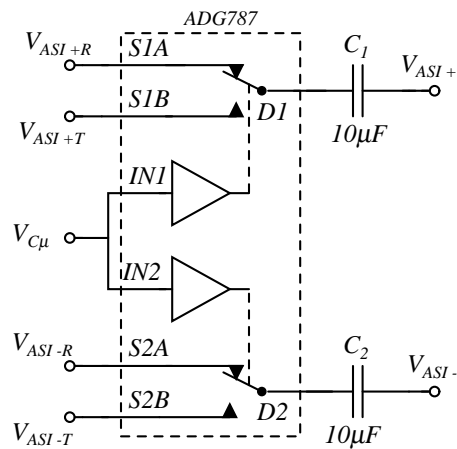 ADG787
V_ASI +R
S1A
C_1
V_ASI +
S1B
D1
V_ASI +T
10μF
IN1
V_Cμ
IN2
V_ASI -R
S2A
C_2
V_ASI -
S2B
D2
V_ASI -T
10μF